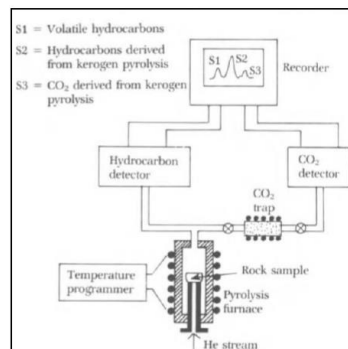 S1 = Volatile hydrocarbons
S2 = Hydrocarbons derived
from kerogen pyrolysis
S3 = CO₂ derived from kerogen
pyrolysis
S1
S2
S3
Recorder
Hydrocarbon
detector
CO₂
detector
CO₂
trap
Temperature
programmer
Rock sample
Pyrolysis
furnace
He stream